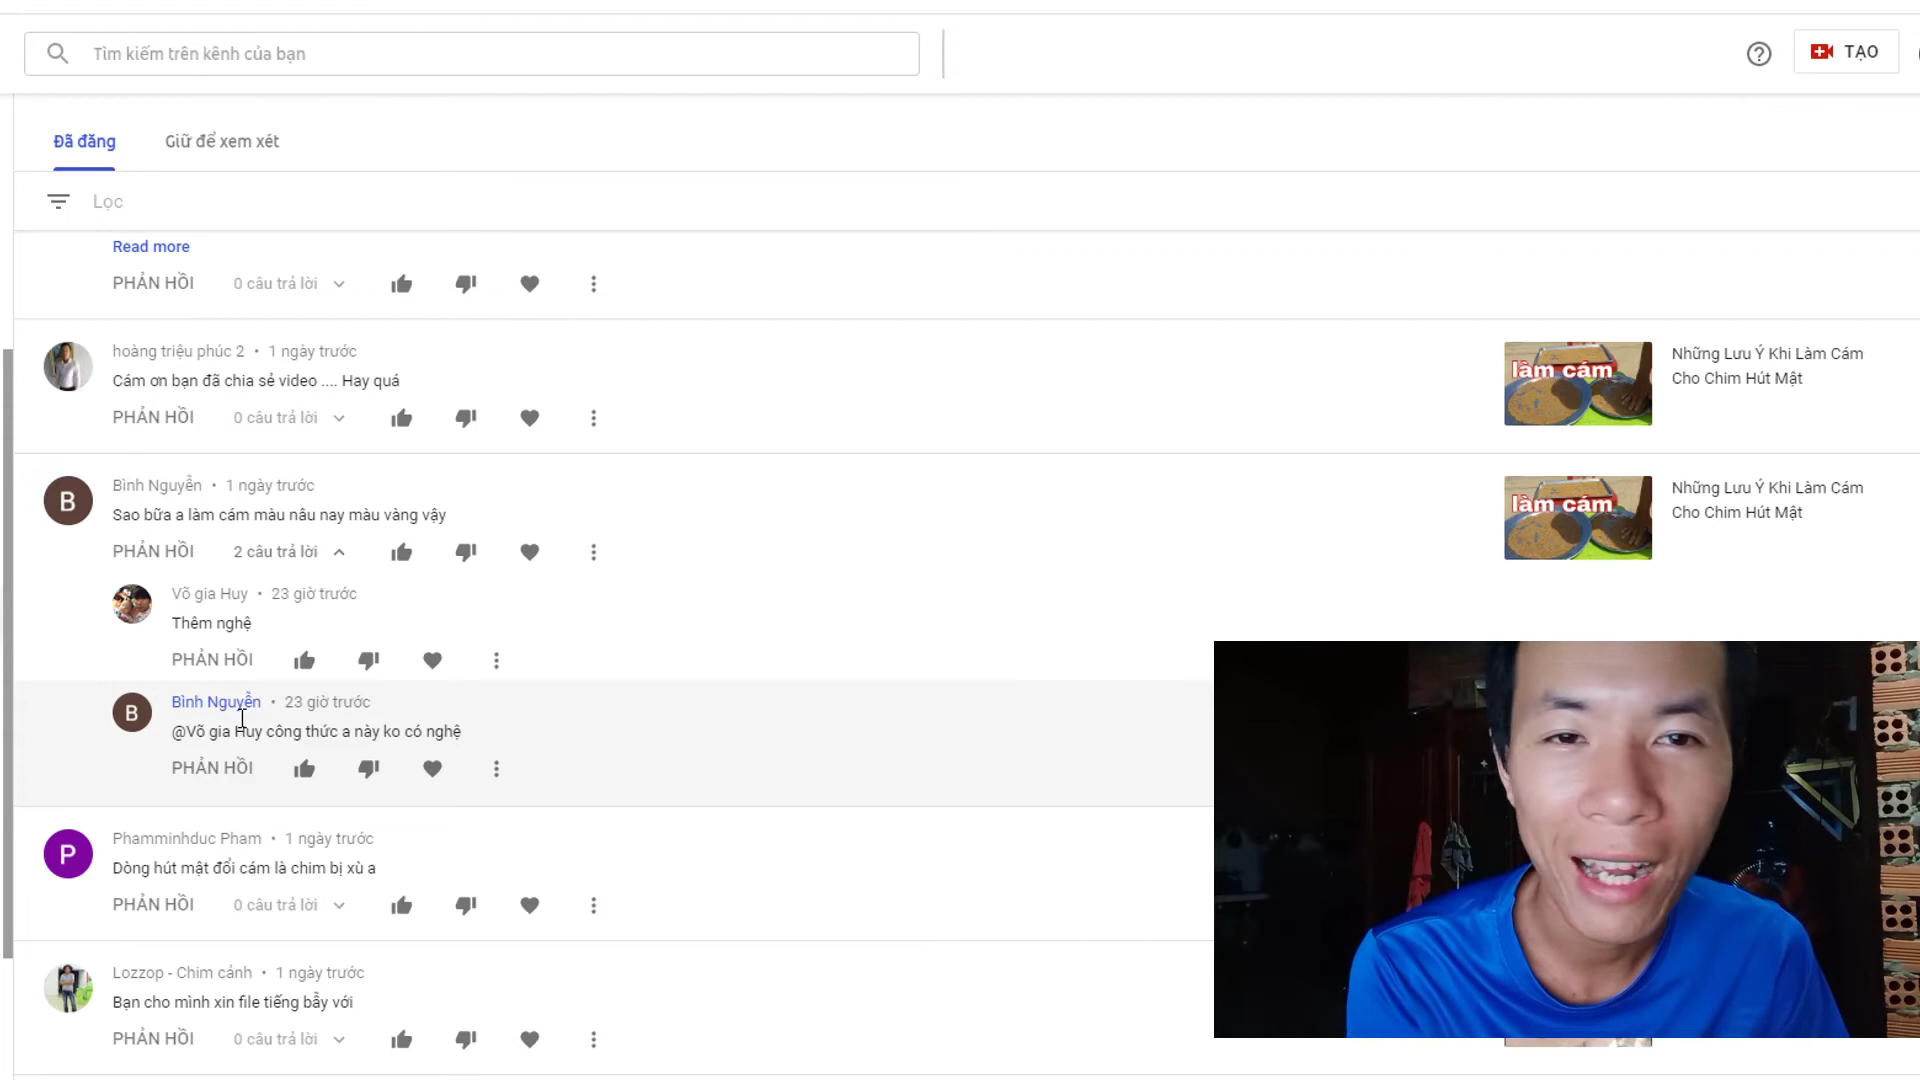 Tìm kiếm trên kênh của bạn
TẠO
Đã đăng
Giữ để xem xét
Lọc
Read more
PHẢN HỒI 0 câu trả lời
hoàng triệu phúc 2 • 1 ngày trước
Cám ơn bạn đã chia sẻ video .... Hay quá
PHẢN HỒI 0 câu trả lời
làm cám
Những Lưu Ý Khi Làm Cám
Cho Chim Hút Mật
B
Bình Nguyễn • 1 ngày trước
Sao bữa a làm cám màu nâu nay màu vàng vậy
PHẢN HỒI 2 câu trả lời
làm cám
Những Lưu Ý Khi Làm Cám
Cho Chim Hút Mật
Võ gia Huy • 23 giờ trước
Thêm nghệ
PHẢN HỒI
B
Bình Nguyễn • 23 giờ trước
@Võ gia Huy công thức a này ko có nghệ
PHẢN HỒI
P
Phamminhduc Pham • 1 ngày trước
Dòng hút mật đổi cám là chim bị xù a
PHẢN HỒI 0 câu trả lời
Lozzop - Chim cảnh • 1 ngày trước
Bạn cho mình xin file tiếng bẫy với
PHẢN HỒI 0 câu trả lời